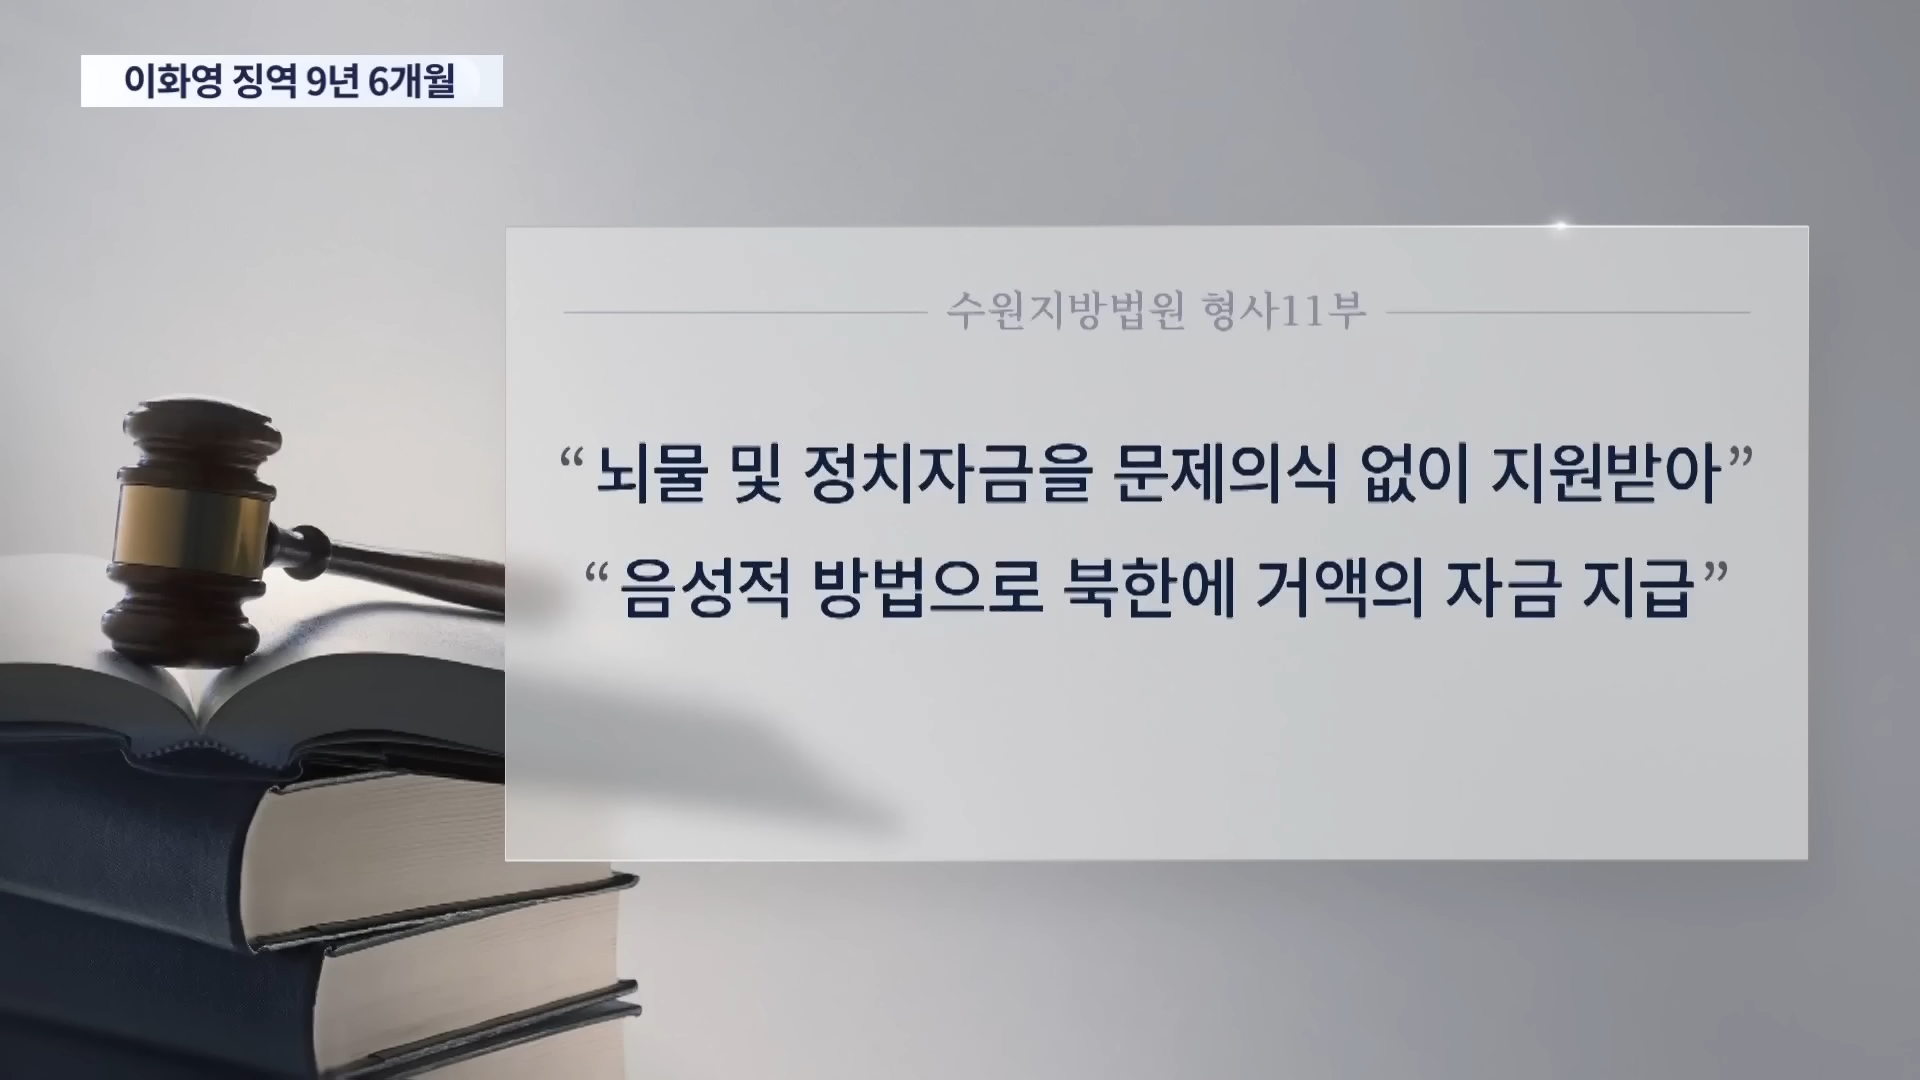 이화영 징역 9년 6개월
수원지방법원 형사11부
“뇌물 및 정치자금을 문제의식 없이 지원받아”
“음성적 방법으로 북한에 거액의 자금 지급”